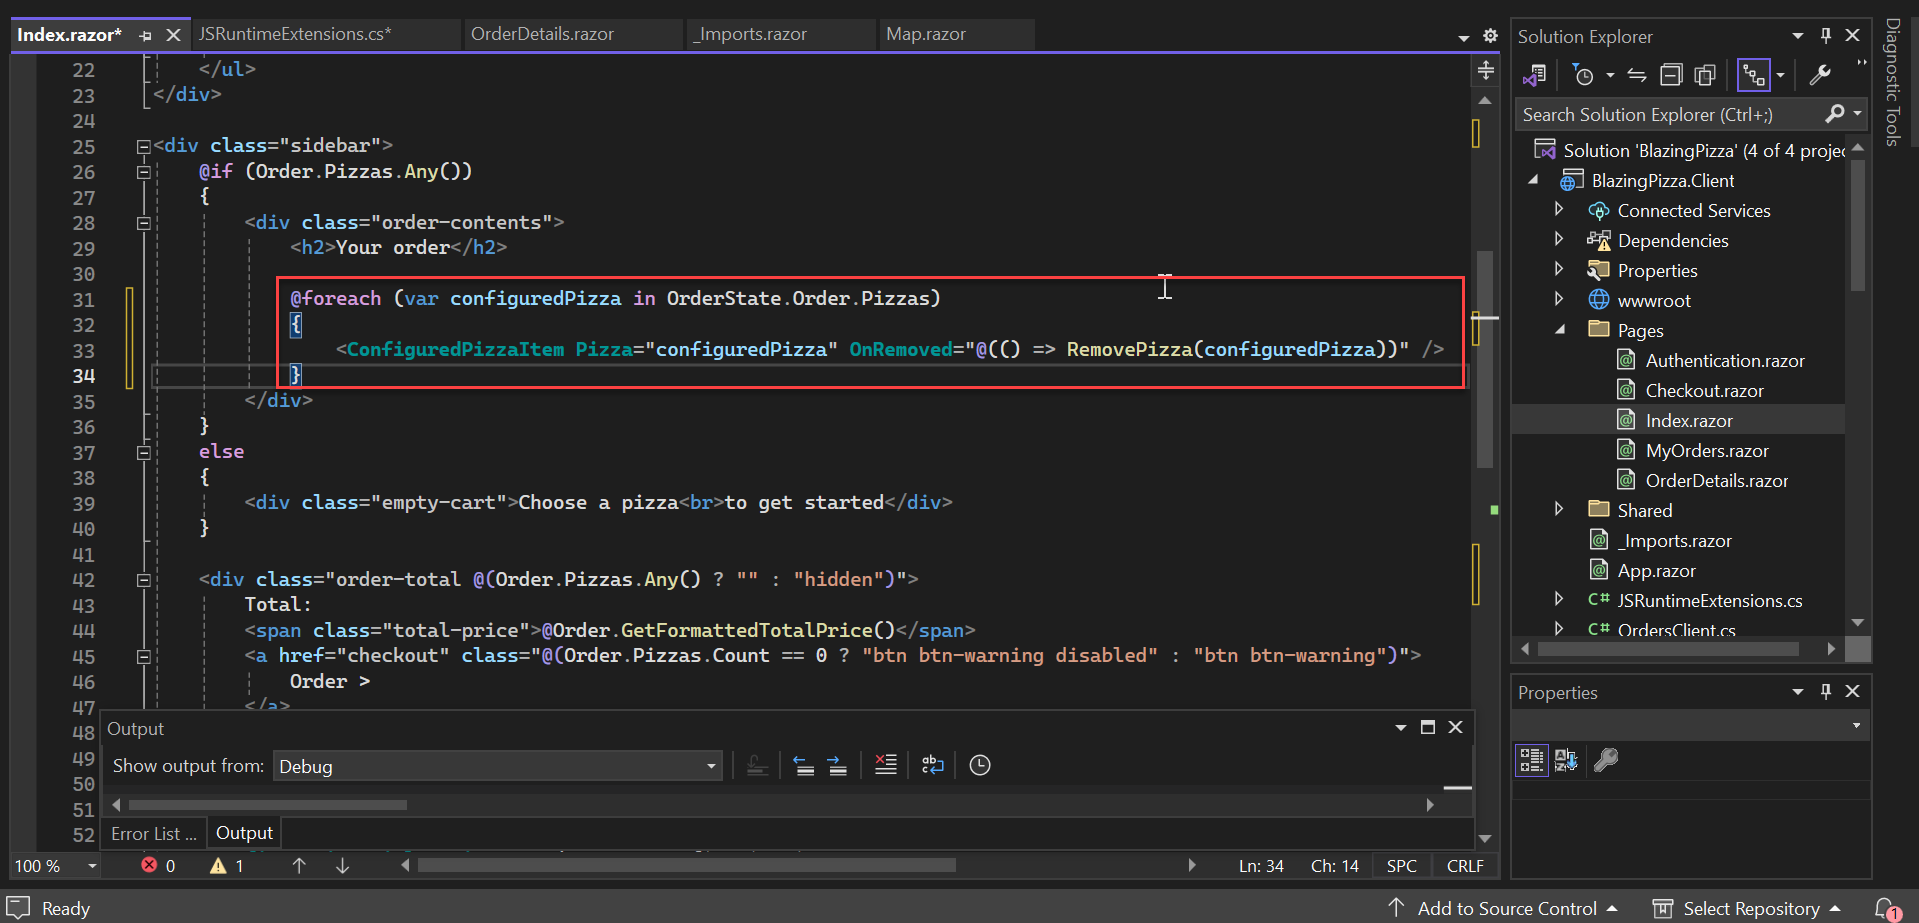 Index.razor*
JSRuntimeExtensions.cs*
OrderDetails.razor
_Imports.razor
Map.razor
22 </ul>
23 </div>
24
25 <div class="sidebar">
26 @if (Order.Pizzas.Any())
27 {
28 <div class="order-contents">
29 <h2>Your order</h2>
30
31 @foreach (var configuredPizza in OrderState.Order.Pizzas)
32 {
33 <ConfiguredPizzaItem Pizza="configuredPizza" OnRemoved="@(() => RemovePizza(configuredPizza))" />
34 }
35 </div>
36 }
37 else
38 {
39 <div class="empty-cart">Choose a pizza<br>to get started</div>
40 }
41
42 <div class="order-total @(Order.Pizzas.Any() ? "" : "hidden")">
43 Total:
44 <span class="total-price">@Order.GetFormattedTotalPrice()</span>
45 <a href="checkout" class="@(Order.Pizzas.Count == 0 ? "btn btn-warning disabled" : "btn btn-warning")">
46 Order >
47 </a>
48
49
50
51
52
Output
Show output from: Debug
Error List ...
Output
100 %
0
1
Ln: 34
Ch: 14
SPC
CRLF
Solution Explorer
Search Solution Explorer (Ctrl+;)
Solution 'BlazingPizza' (4 of 4 projec
BlazingPizza.Client
Connected Services
Dependencies
Properties
wwwroot
Pages
Authentication.razor
Checkout.razor
Index.razor
MyOrders.razor
OrderDetails.razor
Shared
_Imports.razor
App.razor
C# JSRuntimeExtensions.cs
C# OrdersClient.cs
Properties
Diagnostic Tools
Ready
Add to Source Control
Select Repository
1